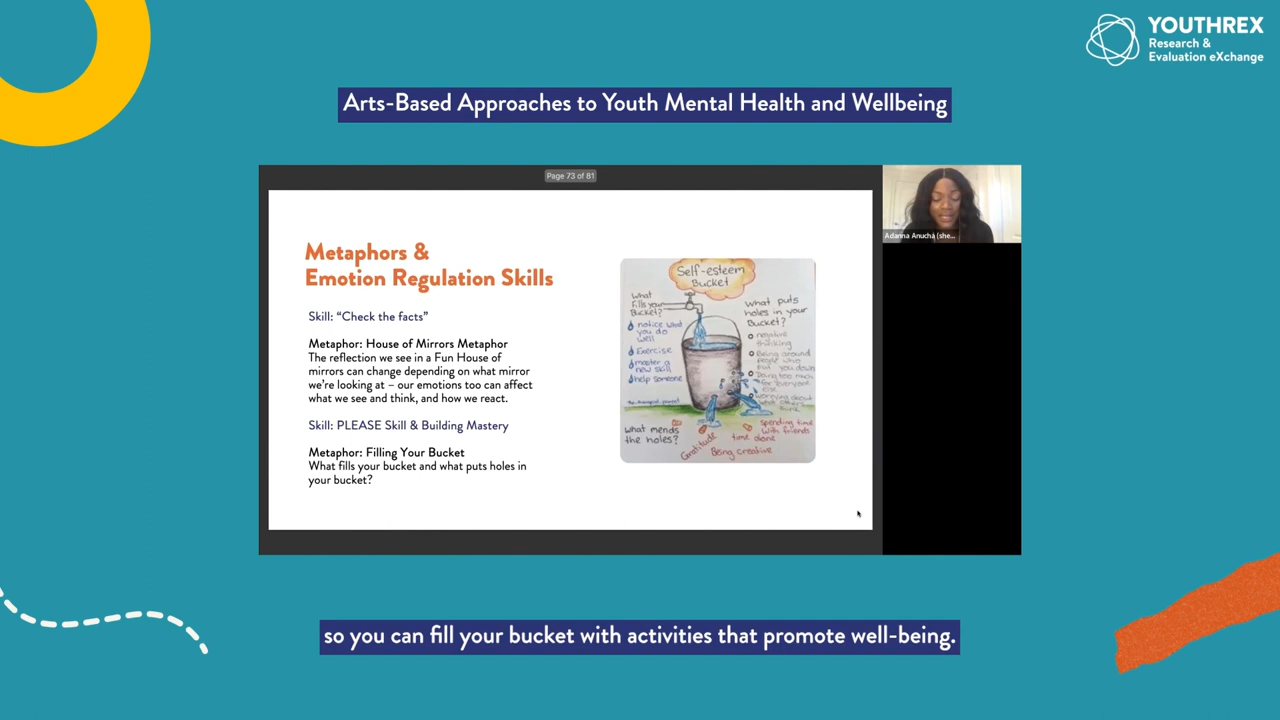 YOUTHREX
Research &
Evaluation eXchange
Arts-Based Approaches to Youth Mental Health and Wellbeing
Page 73 of 81
Adanna Anucha (she...
Metaphors &
Emotion Regulation Skills
Skill: “Check the facts”
Metaphor: House of Mirrors Metaphor
The reflection we see in a Fun House of
mirrors can change depending on what mirror
we’re looking at – our emotions too can affect
what we see and think, and how we react.
Skill: PLEASE Skill & Building Mastery
Metaphor: Filling Your Bucket
What fills your bucket and what puts holes in
your bucket?
Self-esteem
Bucket
What
fills your
Bucket?
notice what
you do
well
Exercise
master a
new skill
help someone
What puts
holes in your
Bucket?
negative
thinking
Being around
people who
put you down
Doing too much
for everyone
else
worrying about
what others
think
what mends
the holes?
Gratitude
time alone
Being creative
spending time
with friends
so you can fill your bucket with activities that promote well-being.